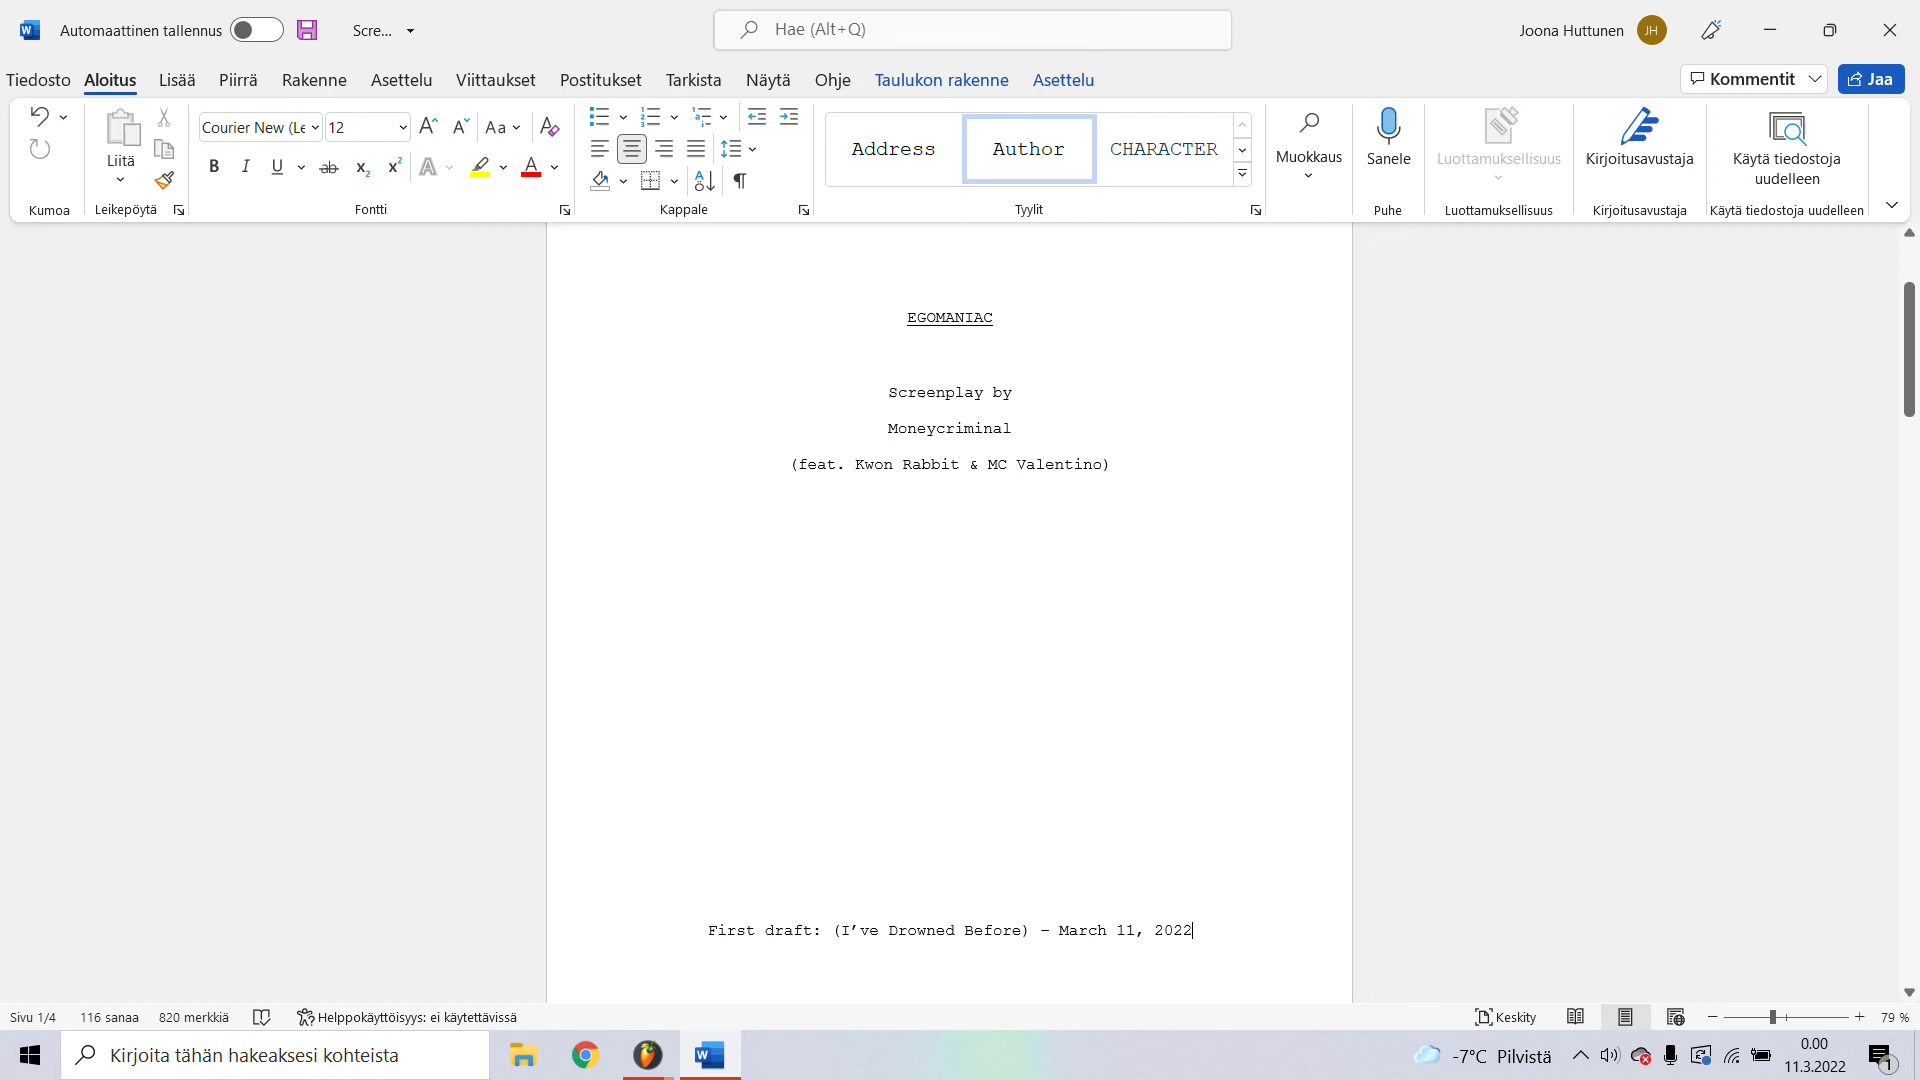 Automaattinen tallennus
Scre...
Hae (Alt+Q)
Joona Huttunen
JH
Tiedosto
Aloitus
Lisää
Piirrä
Rakenne
Asettelu
Viittaukset
Postitukset
Tarkista
Näytä
Ohje
Taulukon rakenne
Asettelu
Kommentit
Jaa
Liitä
Courier New (Le
12
Address
Author
CHARACTER
Muokkaus
Sanele
Luottamuksellisuus
Kirjoitusavustaja
Käytä tiedostoja
uudelleen
Kumoa
Leikepöytä
Fontti
Kappale
Tyylit
Puhe
Luottamuksellisuus
Kirjoitusavustaja
Käytä tiedostoja uudelleen
EGOMANIAC
Screenplay by
Moneycriminal
(feat. Kwon Rabbit & MC Valentino)
First draft: (I’ve Drowned Before) – March 11, 2022
Sivu 1/4
116 sanaa
820 merkkiä
Helppokäyttöisyys: ei käytettävissä
Keskity
79 %
Kirjoita tähän hakeaksesi kohteista
-7°C Pilvistä
0.00
11.3.2022
1